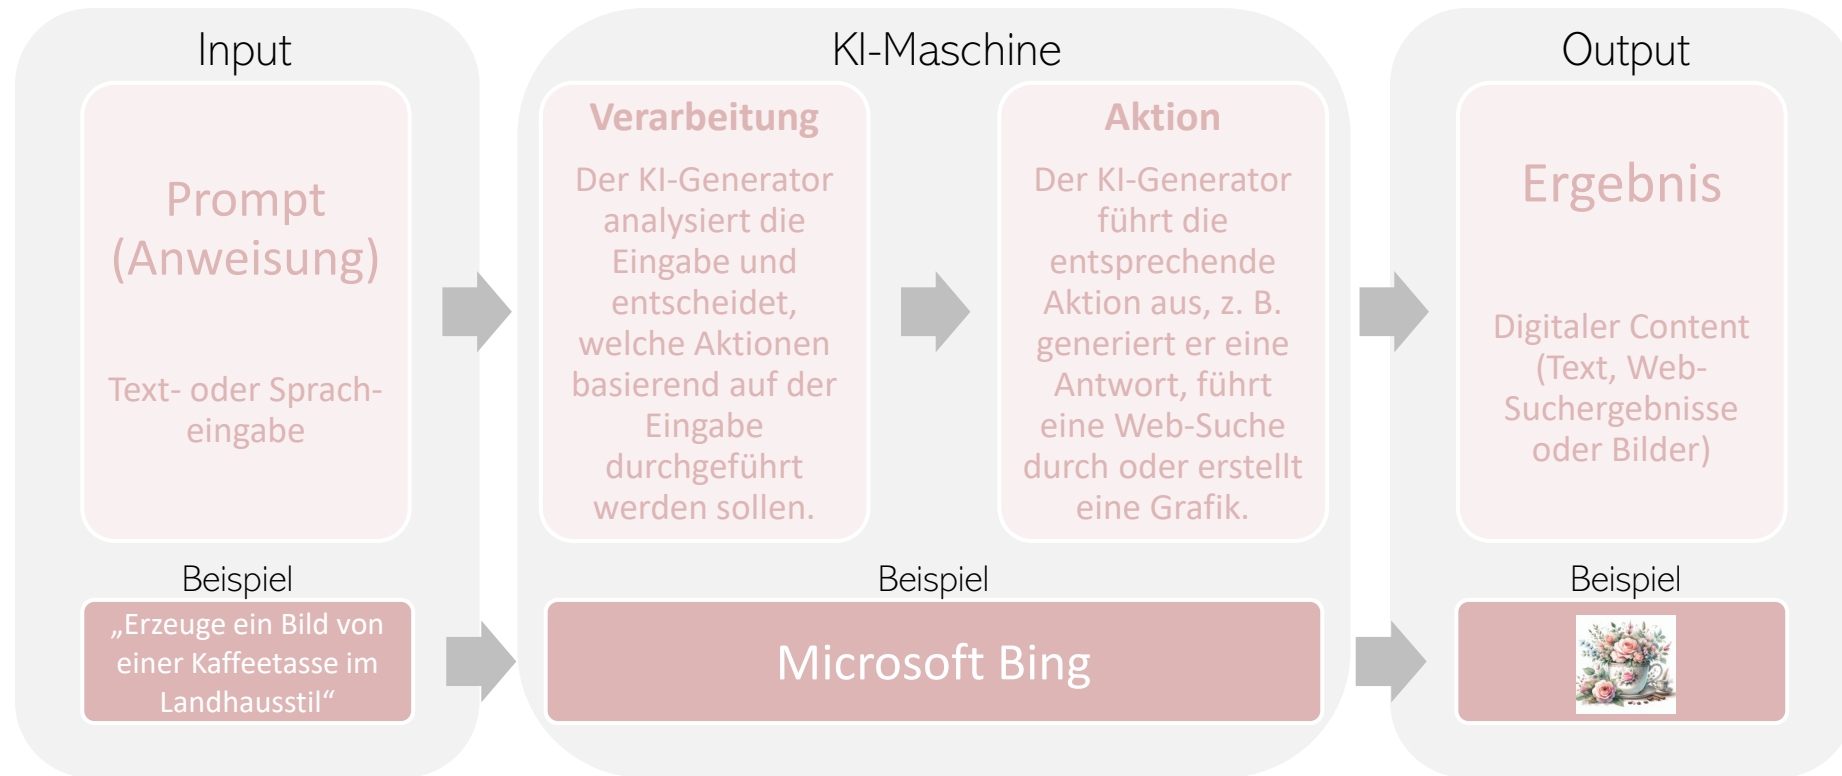 Input
Prompt
(Anweisung)
Text- oder Sprach-
eingabe
Beispiel
„Erzeuge ein Bild von
einer Kaffeetasse im
Landhausstil“
KI-Maschine
Verarbeitung
Der KI-Generator
analysiert die
Eingabe und
entscheidet,
welche Aktionen
basierend auf der
Eingabe
durchgeführt
werden sollen.
Aktion
Der KI-Generator
führt die
entsprechende
Aktion aus, z. B.
generiert er eine
Antwort, führt
eine Web-Suche
durch oder erstellt
eine Grafik.
Beispiel
Microsoft Bing
Output
Ergebnis
Digitaler Content
(Text, Web-
Suchergebnisse
oder Bilder)
Beispiel